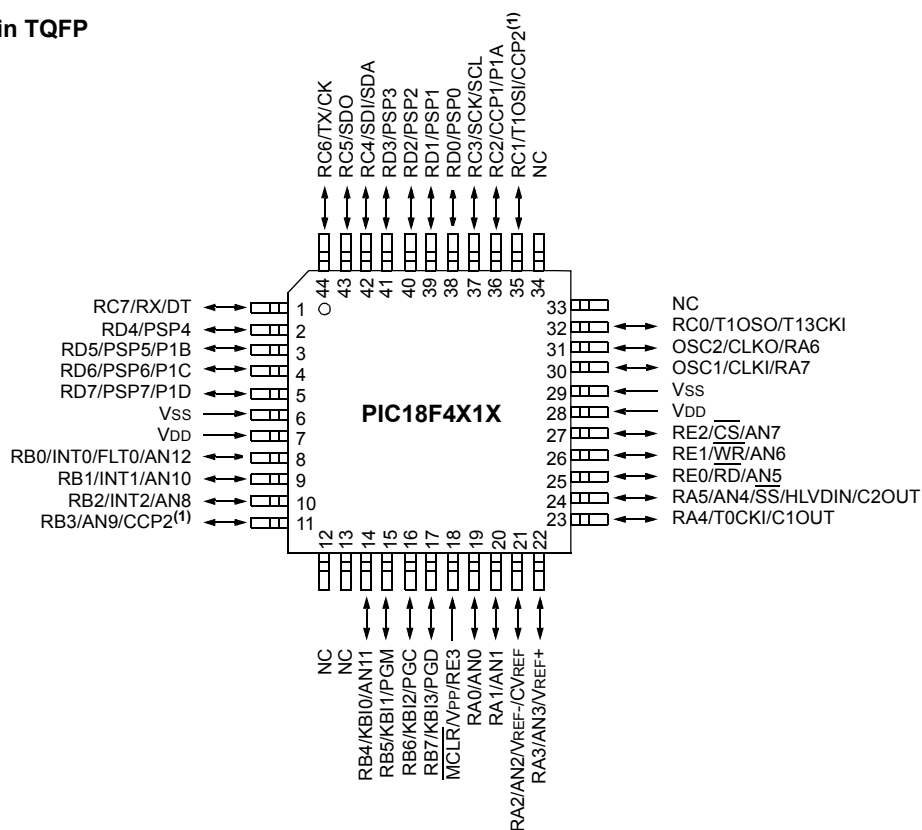 in TQFP
RC6/TX/CK
RC5/SDO
RC4/SDI/SDA
RD3/PSP3
RD2/PSP2
RD1/PSP1
RD0/PSP0
RC3/SCK/SCL
RC2/CCP1/P1A
RC1/T1OSI/CCP2(1)
NC
44
43
42
41
40
39
38
37
36
35
34
RC7/RX/DT 1
RD4/PSP4 2
RD5/PSP5/P1B 3
RD6/PSP6/P1C 4
RD7/PSP7/P1D 5
VSS 6
VDD 7
RB0/INT0/FLT0/AN12 8
RB1/INT1/AN10 9
RB2/INT2/AN8 10
RB3/AN9/CCP2(1) 11
PIC18F4X1X
33 NC
32 RC0/T1OSO/T13CKI
31 OSC2/CLKO/RA6
30 OSC1/CLKI/RA7
29 VSS
28 VDD
27 RE2/CS/AN7
26 RE1/WR/AN6
25 RE0/RD/AN5
24 RA5/AN4/SS/HLVDIN/C2OUT
23 RA4/T0CKI/C1OUT
12
13
14
15
16
17
18
19
20
21
22
NC
NC
RB4/KBI0/AN11
RB5/KBI1/PGM
RB6/KBI2/PGC
RB7/KBI3/PGD
MCLR/VPP/RE3
RA0/AN0
RA1/AN1
RA2/AN2/VREF-/CVREF
RA3/AN3/VREF+